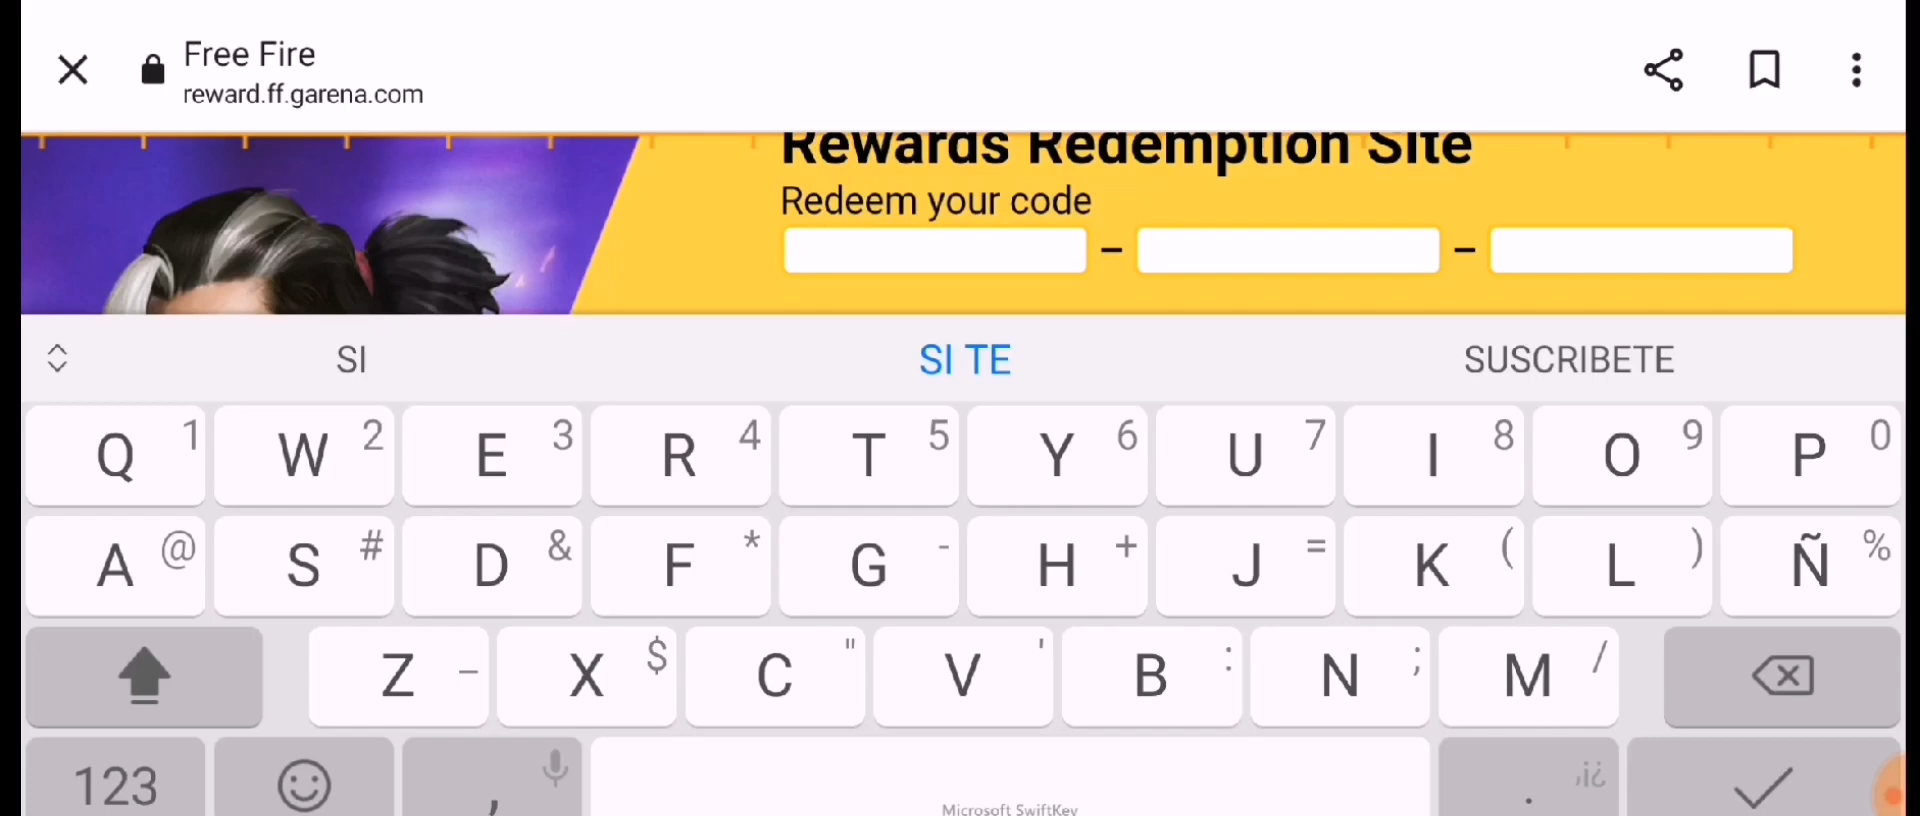 Free Fire
reward.ff.garena.com
Rewards Redemption Site
Redeem your code
– –
SI SI TE SUSCRIBETE
Q 1 W 2 E 3 R 4 T 5 Y 6 U 7 I 8 O 9 P 0
A @ S # D & F * G - H + J = K ( L ) Ñ %
Z _ X $ C " V ' B : N ; M /
123 , . ¡¿
Microsoft SwiftKey